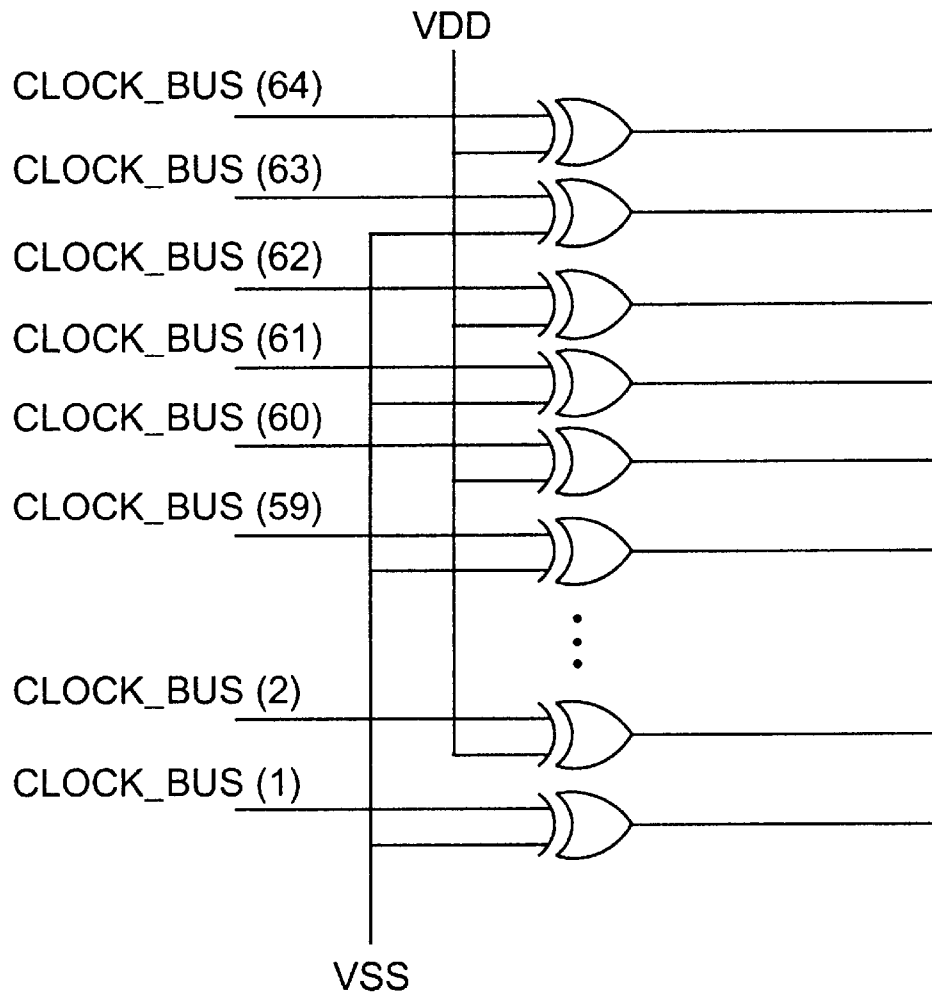 VDD
CLOCK_BUS (64)
CLOCK_BUS (63)
CLOCK_BUS (62)
CLOCK_BUS (61)
CLOCK_BUS (60)
CLOCK_BUS (59)
CLOCK_BUS (2)
CLOCK_BUS (1)
VSS